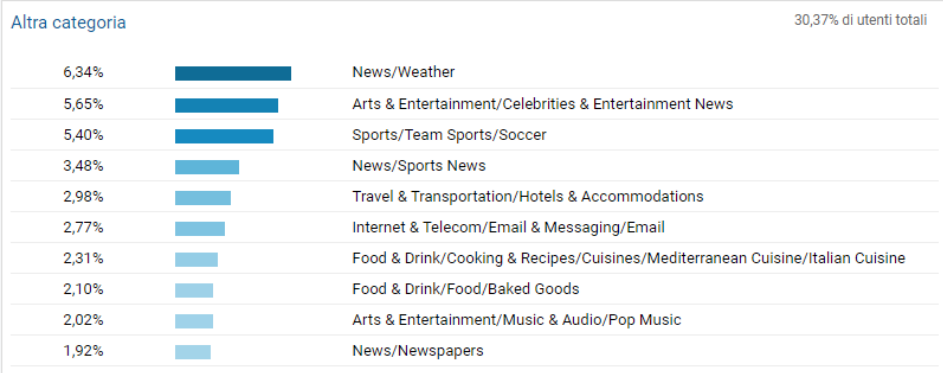 Altra categoria 30,37% di utenti totali
6,34% News/Weather
5,65% Arts & Entertainment/Celebrities & Entertainment News
5,40% Sports/Team Sports/Soccer
3,48% News/Sports News
2,98% Travel & Transportation/Hotels & Accommodations
2,77% Internet & Telecom/Email & Messaging/Email
2,31% Food & Drink/Cooking & Recipes/Cuisines/Mediterranean Cuisine/Italian Cuisine
2,10% Food & Drink/Food/Baked Goods
2,02% Arts & Entertainment/Music & Audio/Pop Music
1,92% News/Newspapers